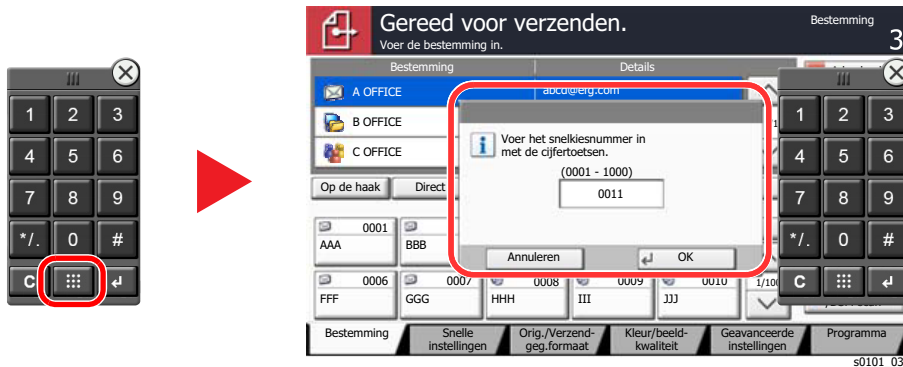 1 2 3
4 5 6
7 8 9
*/. 0 #
C
Gereed voor verzenden.
Voer de bestemming in.
Bestemming
3
Bestemming Details
A OFFICE abcd@efg.com
B OFFICE
C OFFICE
Voer het snelkiesnummer in
met de cijfertoetsen.
(0001 - 1000)
0011
Annuleren OK
Op de haak Direct
0001
AAA BBB
0006 0007 0008 0009 0010 1/100
FFF GGG HHH III JJJ
1 2 3
4 5 6
7 8 9
*/. 0 #
C
Bestemming
Snelle
instellingen
Orig./Verzend-
geg.formaat
Kleur/beeld-
kwaliteit
Geavanceerde
instellingen
Programma
s0101_03